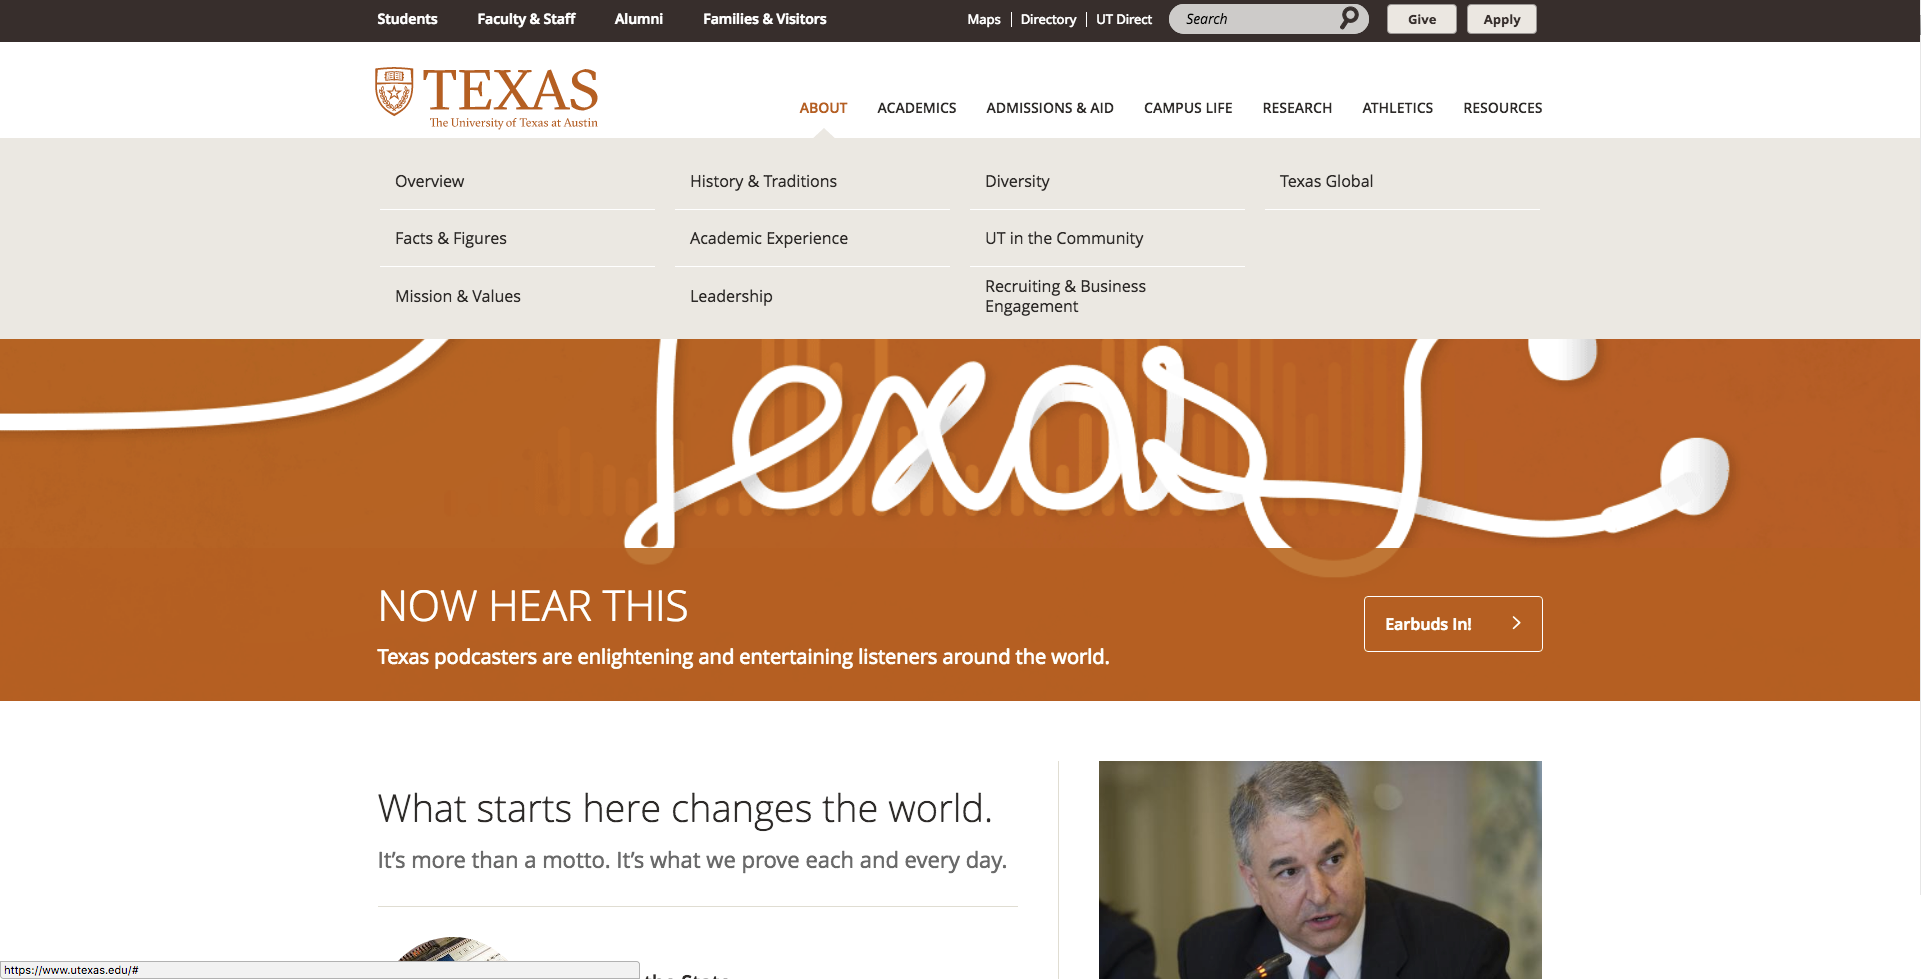 Students Faculty & Staff Alumni Families & Visitors Maps Directory UT Direct Search Give Apply
TEXAS
The University of Texas at Austin
ABOUT ACADEMICS ADMISSIONS & AID CAMPUS LIFE RESEARCH ATHLETICS RESOURCES
Overview History & Traditions Diversity Texas Global
Facts & Figures Academic Experience UT in the Community
Mission & Values Leadership Recruiting & Business
Engagement
Texas
NOW HEAR THIS
Earbuds In!
Texas podcasters are enlightening and entertaining listeners around the world.
What starts here changes the world.
It’s more than a motto. It’s what we prove each and every day.
the State
https://www.utexas.edu/#